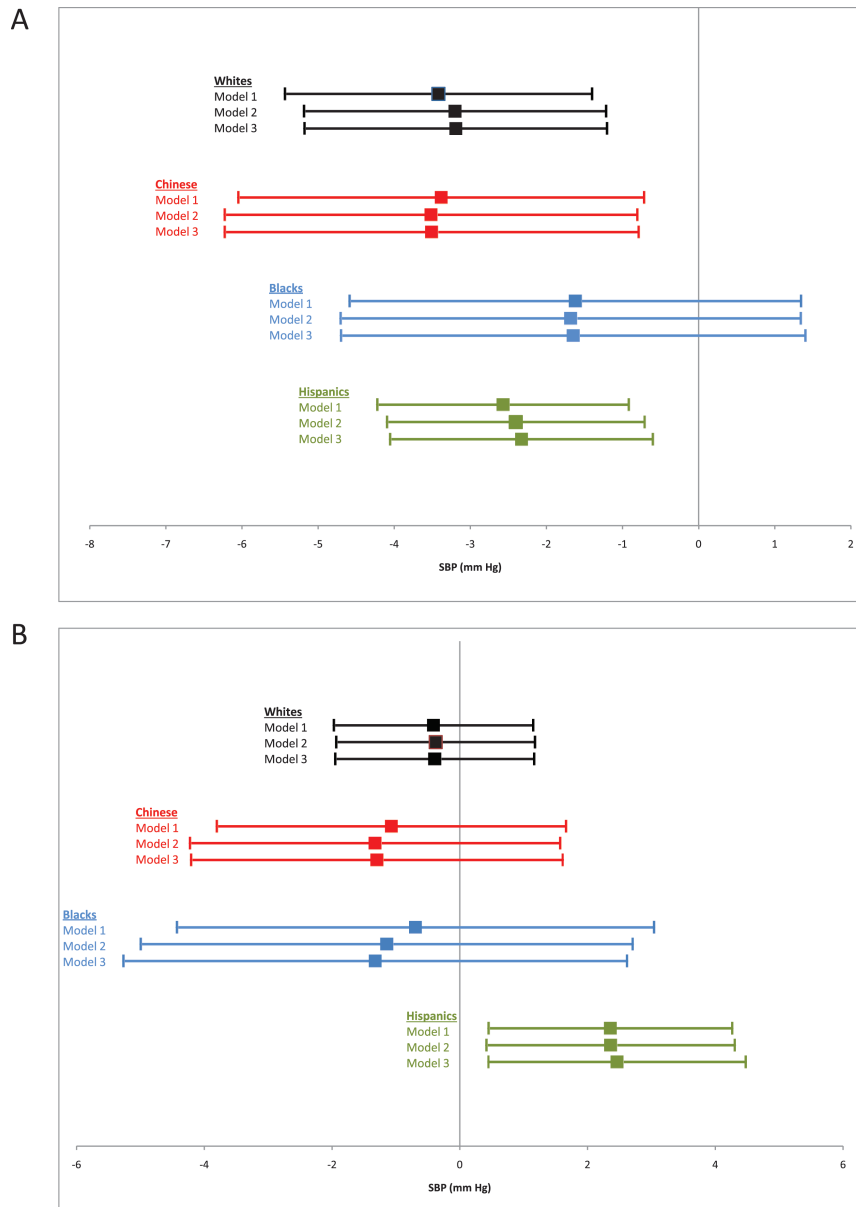 A
Whites
Model 1
Model 2
Model 3
Chinese
Model 1
Model 2
Model 3
Blacks
Model 1
Model 2
Model 3
Hispanics
Model 1
Model 2
Model 3
-8 -7 -6 -5 -4 -3 -2 -1 0 1 2
SBP (mm Hg)
B
Whites
Model 1
Model 2
Model 3
Chinese
Model 1
Model 2
Model 3
Blacks
Model 1
Model 2
Model 3
Hispanics
Model 1
Model 2
Model 3
-6 -4 -2 0 2 4 6
SBP (mm Hg)